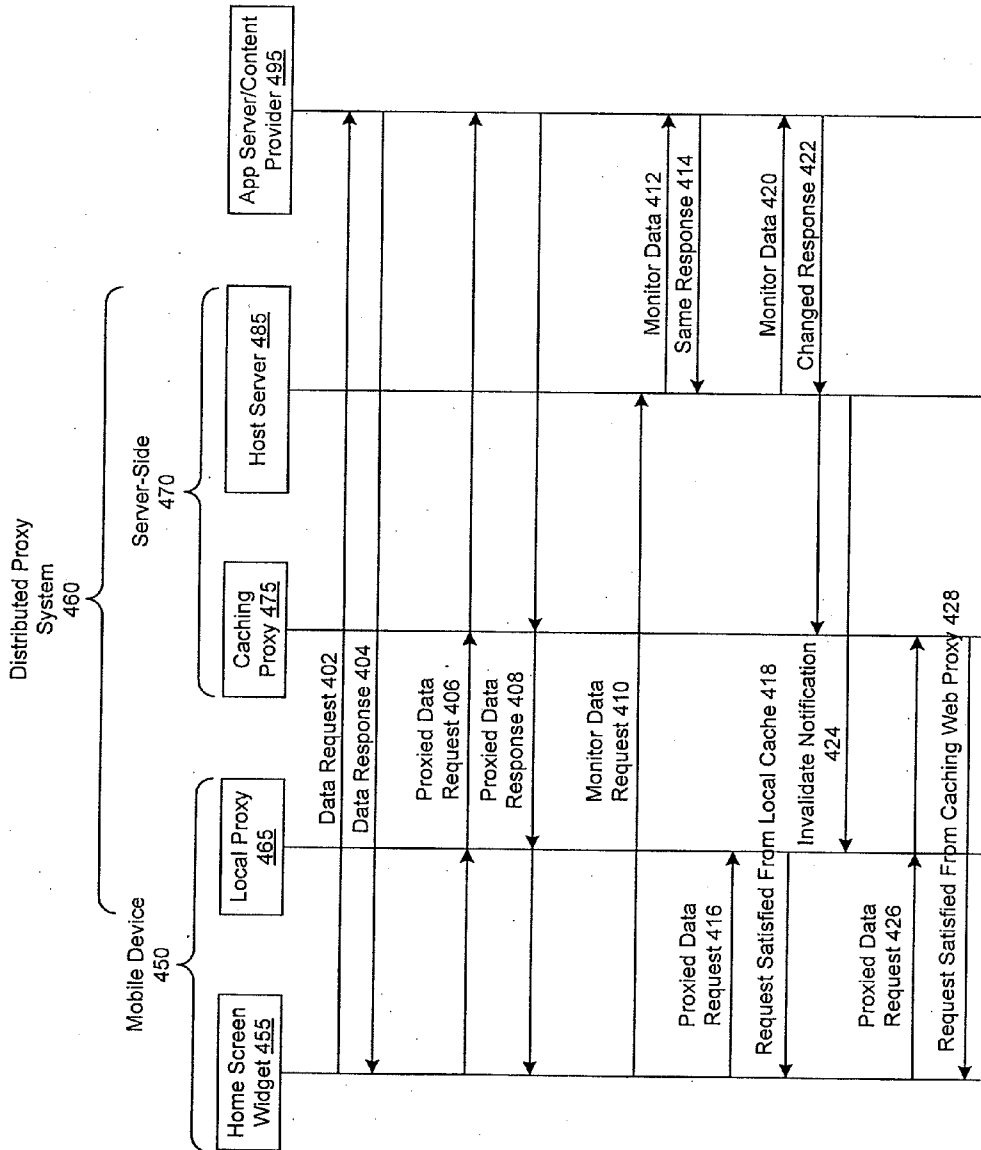 Distributed Proxy
System
460
Mobile Device
450
Server-Side
470
Home Screen
Widget 455
Local Proxy
465
Caching
Proxy 475
Host Server 485
App Server/Content
Provider 495
Data Request 402
Data Response 404
Proxied Data
Request 406
Proxied Data
Response 408
Monitor Data
Request 410
Monitor Data 412
Same Response 414
Proxied Data
Request 416
Request Satisfied From Local Cache 418
Monitor Data 420
Changed Response 422
Invalidate Notification
424
Proxied Data
Request 426
Request Satisfied From Caching Web Proxy 428